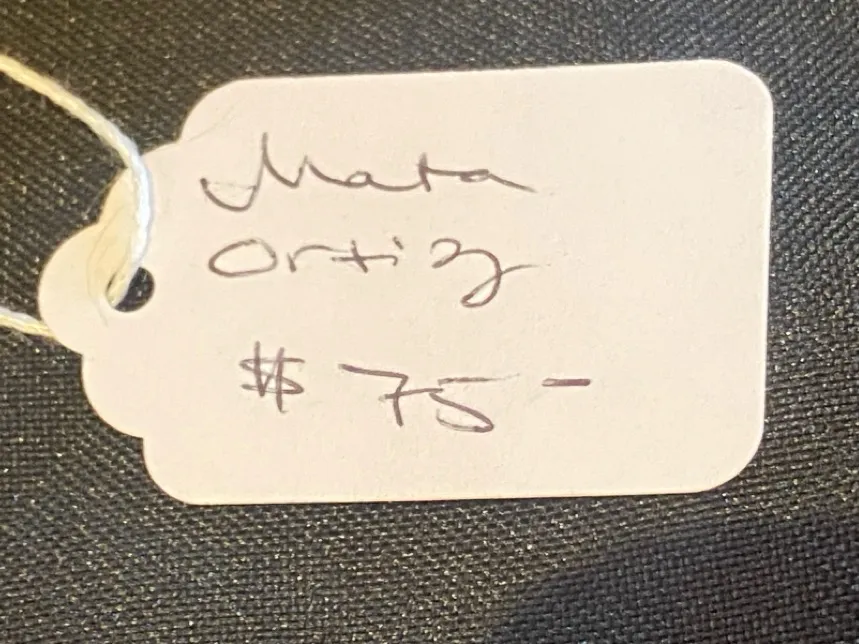 Mata
Ortiz
$ 75 -